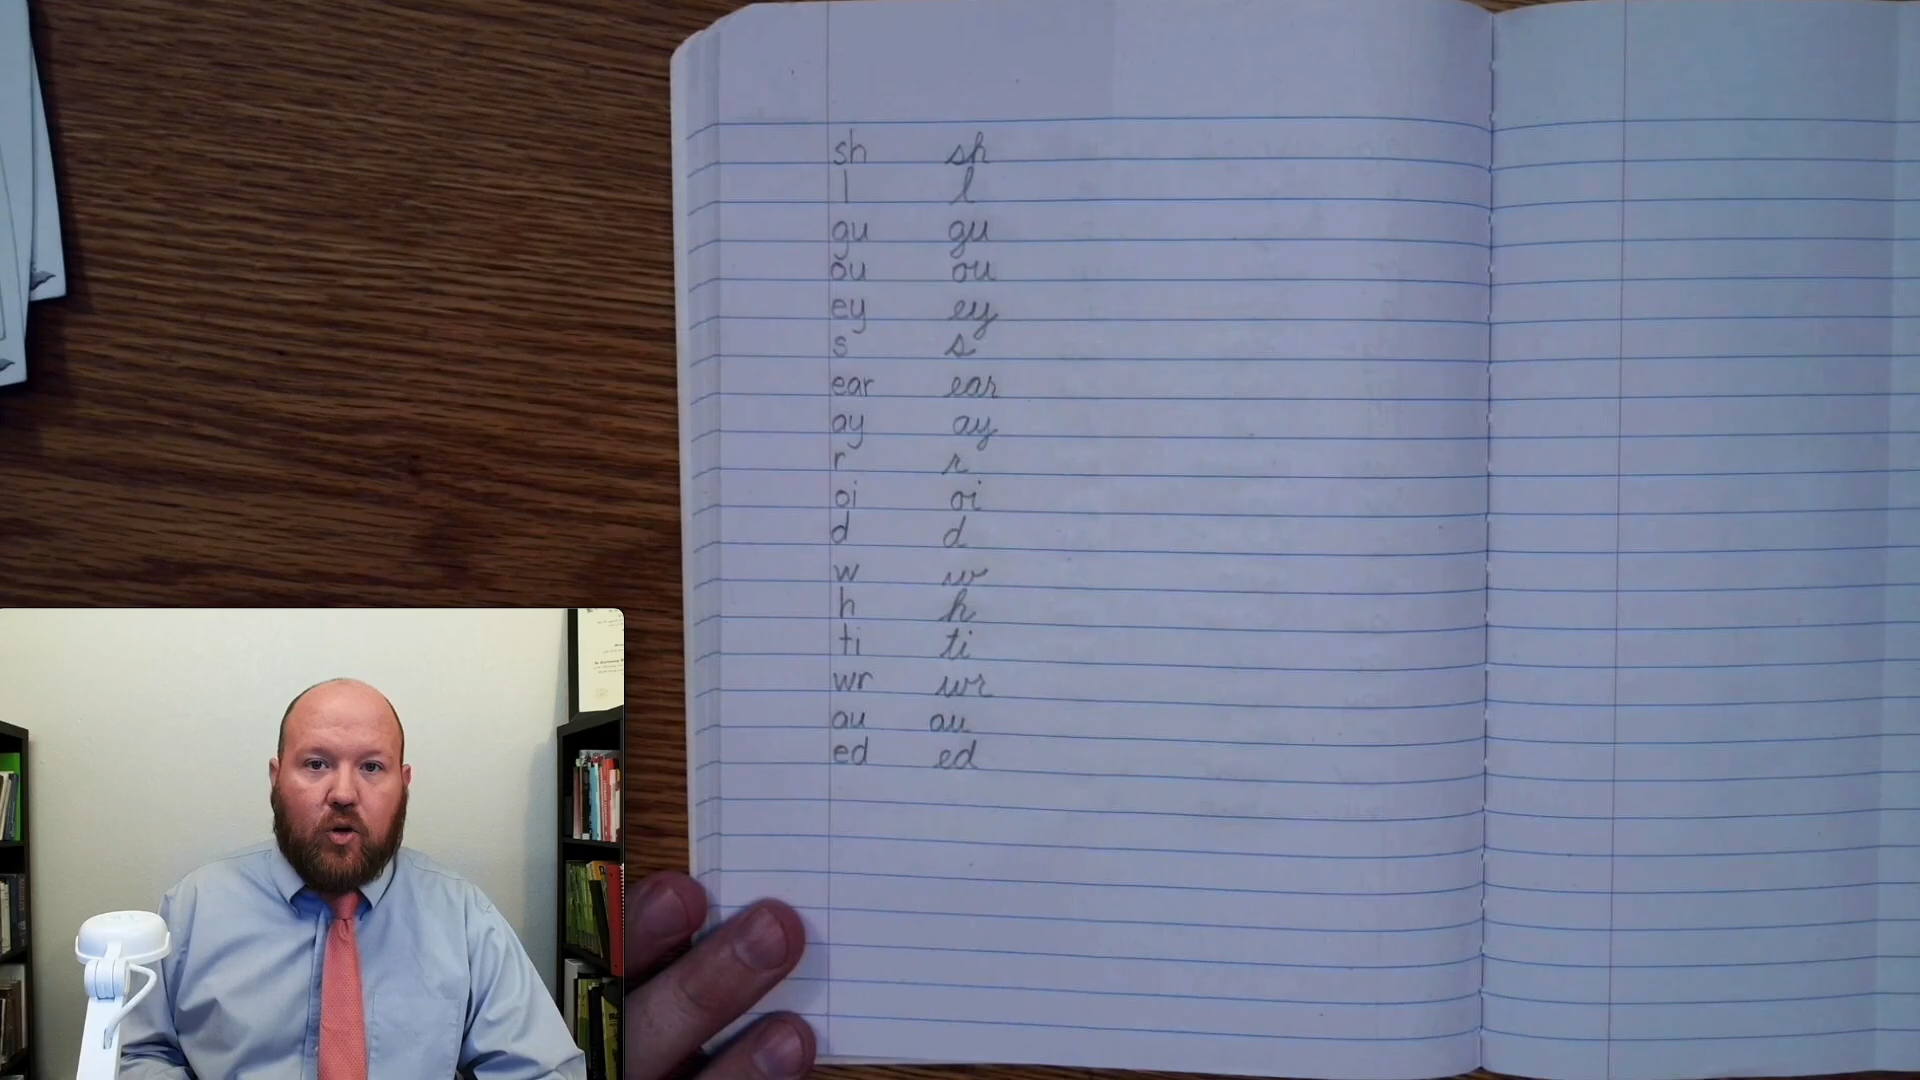 sh sh
l l
gu gu
ou ou
ey ey
s s
ear ear
ay ay
r r
oi oi
d d
w w
h h
ti ti
wr wr
au au
ed ed